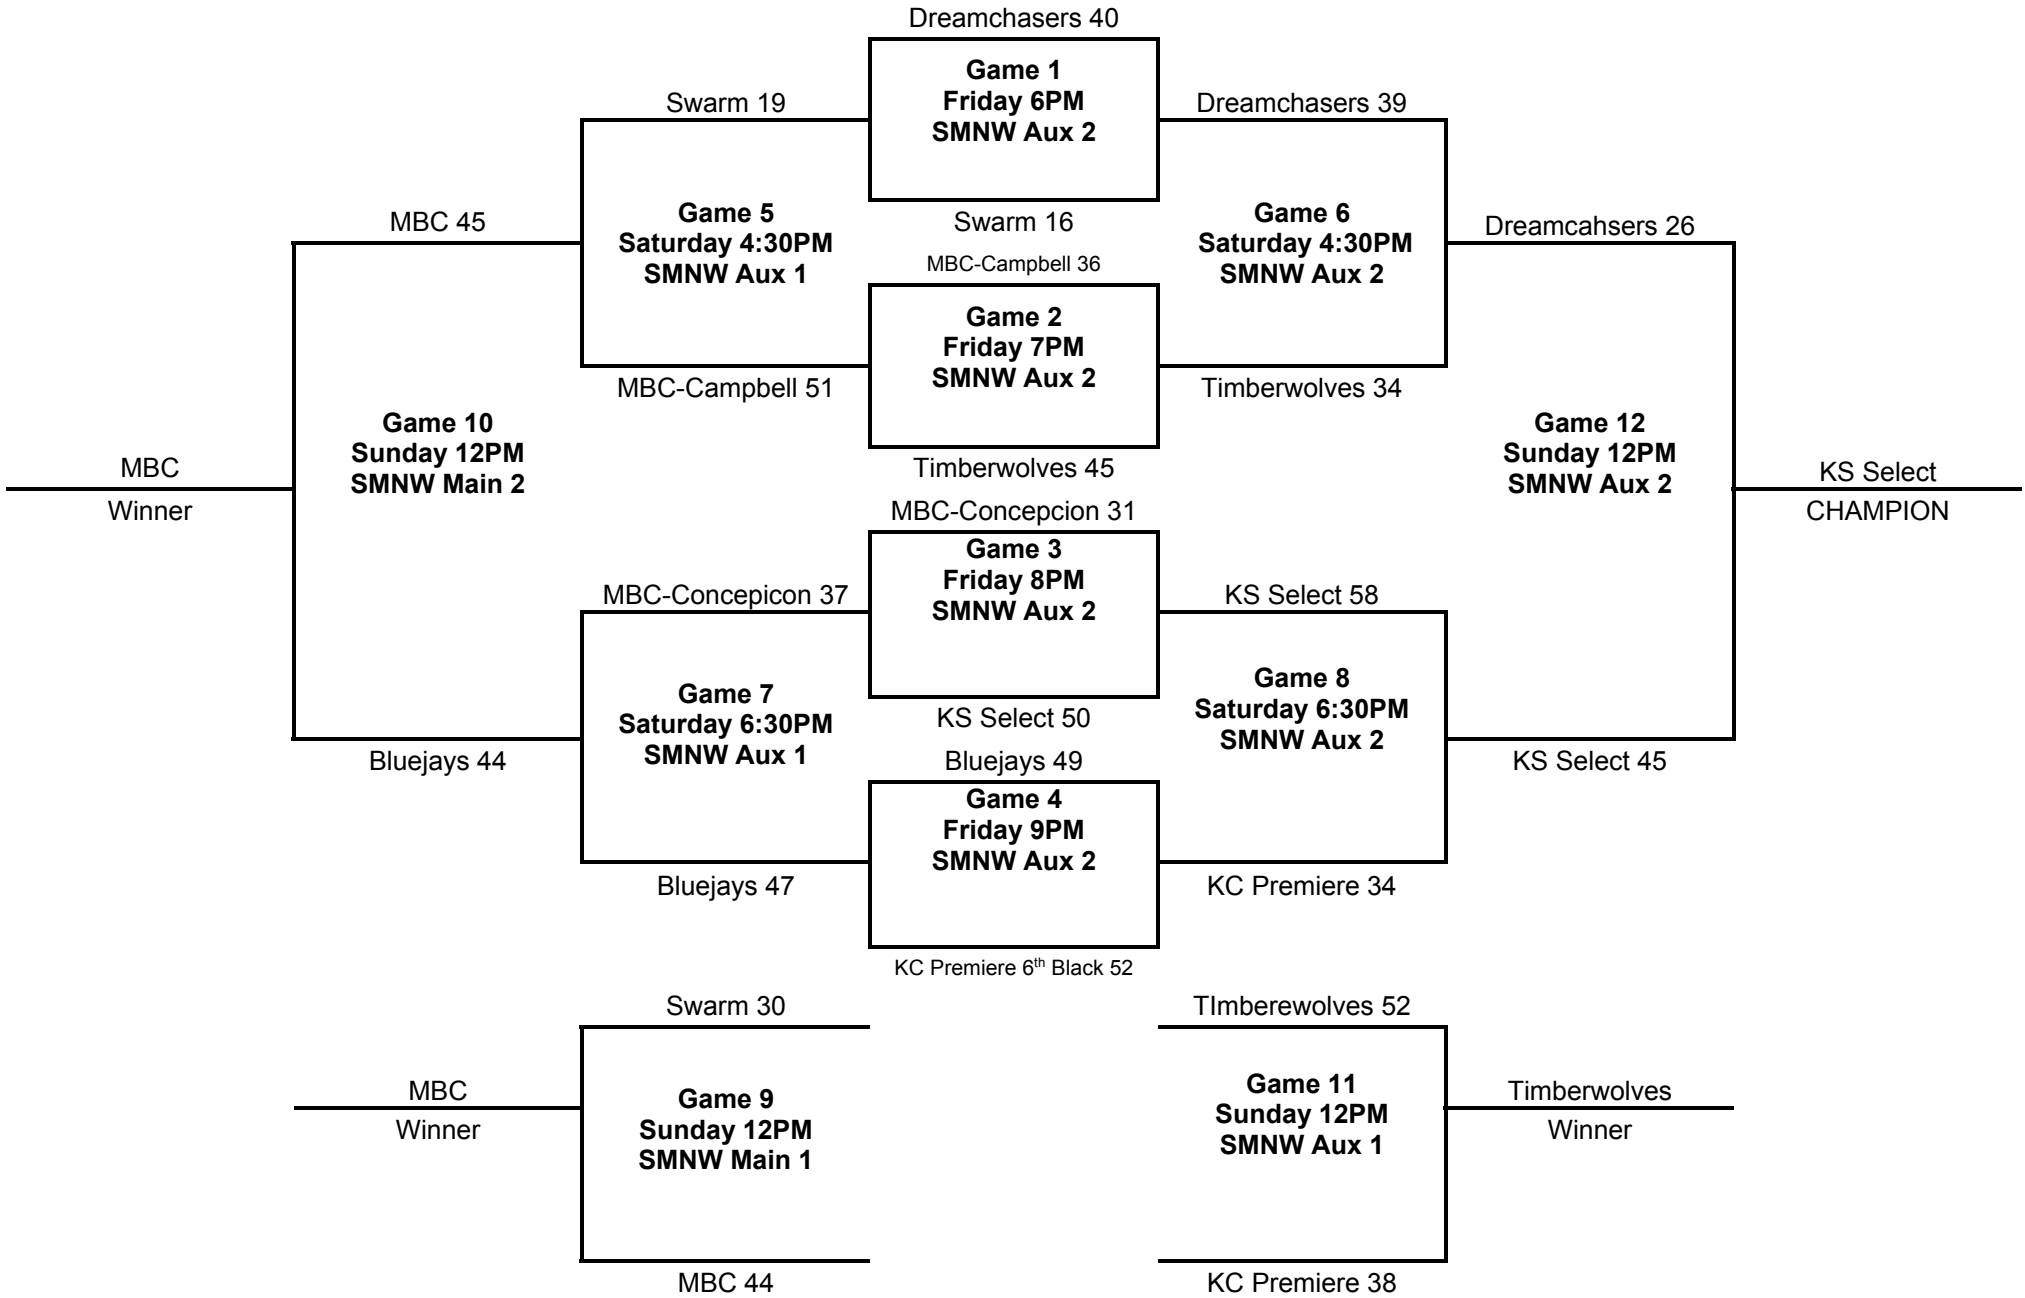 Dreamchasers 40
Game 1
Friday 6PM
SMNW Aux 2
Swarm 19
Dreamchasers 39
MBC 45
Game 5
Saturday 4:30PM
SMNW Aux 1
Swarm 16
Game 6
Saturday 4:30PM
SMNW Aux 2
Dreamcahsers 26
MBC-Campbell 36
Game 2
Friday 7PM
SMNW Aux 2
MBC-Campbell 51
Timberwolves 34
Game 10
Sunday 12PM
SMNW Main 2
Game 12
Sunday 12PM
SMNW Aux 2
MBC
Winner
Timberwolves 45
KS Select
CHAMPION
MBC-Concepcion 31
Game 3
Friday 8PM
SMNW Aux 2
MBC-Concepicon 37
KS Select 58
Game 7
Saturday 6:30PM
SMNW Aux 1
KS Select 50
Game 8
Saturday 6:30PM
SMNW Aux 2
Bluejays 44
Bluejays 49
KS Select 45
Game 4
Friday 9PM
SMNW Aux 2
Bluejays 47
KC Premiere 34
KC Premiere 6th Black 52
Swarm 30
TImberewolves 52
MBC
Winner
Game 9
Sunday 12PM
SMNW Main 1
Game 11
Sunday 12PM
SMNW Aux 1
Timberwolves
Winner
MBC 44
KC Premiere 38